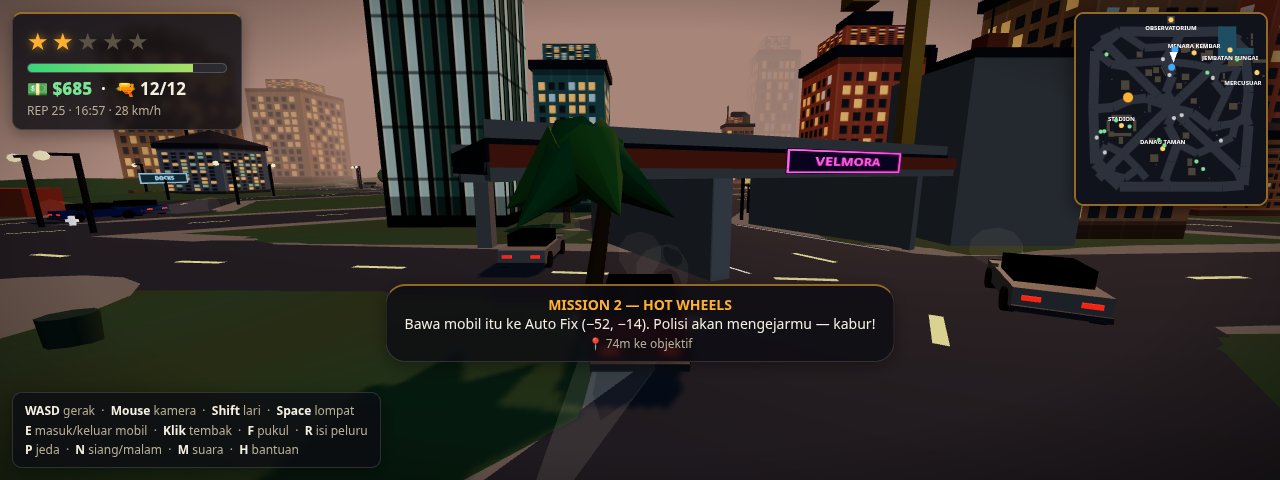 ★★★★★
💵 $685 · 🔫 12/12
REP 25 · 16:57 · 28 km/h
OBSERVATORIUM
MENARA KEMBAR
JEMBATAN SUNGAI
MERCUSUAR
STADION
DANAU TAMAN
DOCKS
VELMORA
MISSION 2 — HOT WHEELS
Bawa mobil itu ke Auto Fix (−52, −14). Polisi akan mengejarmu — kabur!
📍 74m ke objektif
WASD gerak · Mouse kamera · Shift lari · Space lompat
E masuk/keluar mobil · Klik tembak · F pukul · R isi peluru
P jeda · N siang/malam · M suara · H bantuan